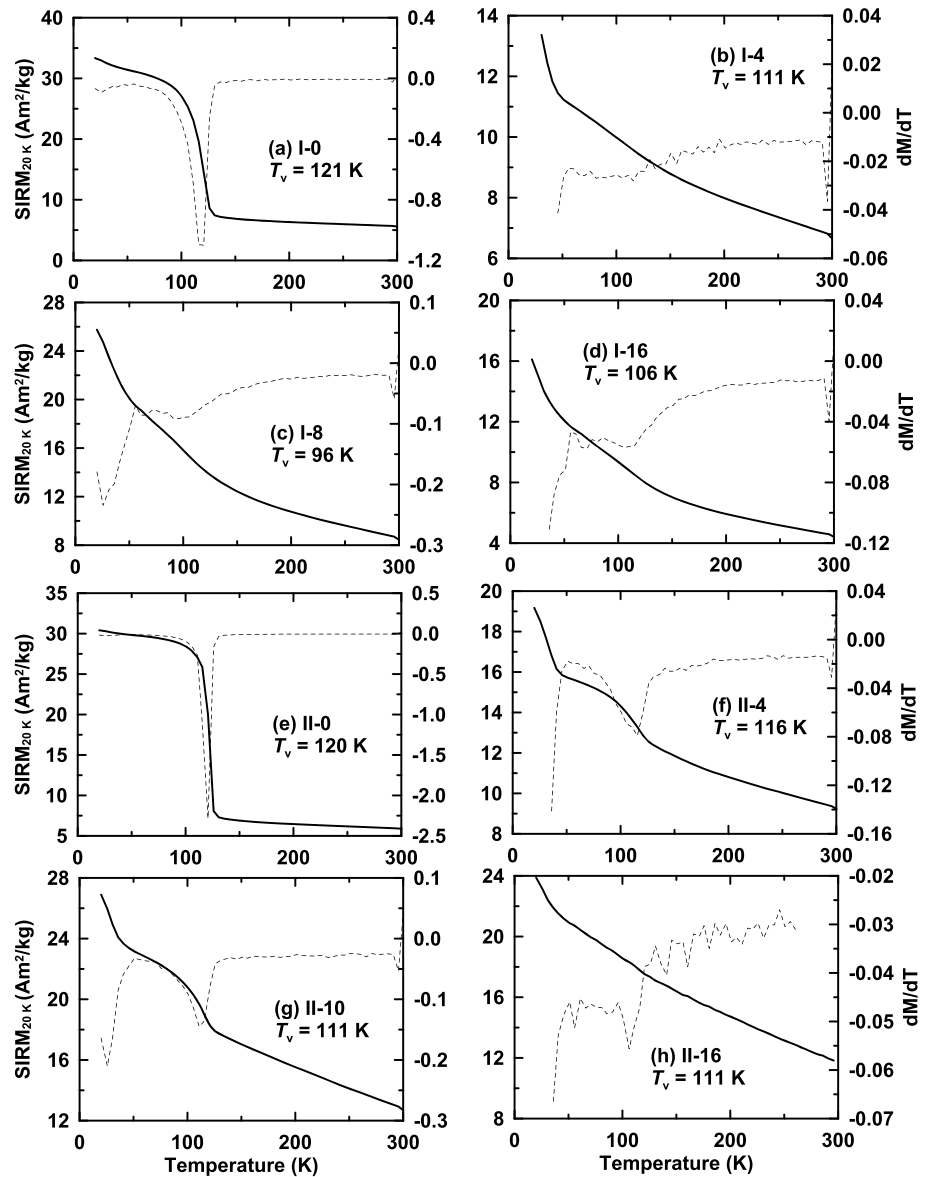 40
30
20
10
0
SIRM20 K (Am2/kg)
(a) I-0
Tv = 121 K
0.4
0.0
-0.4
-0.8
-1.2
0 100 200 300
14
12
10
8
6
(b) I-4
Tv = 111 K
0.04
0.02
0.00
-0.02
-0.04
-0.06
dM/dT
0 100 200 300
28
24
20
16
12
8
SIRM20 K (Am2/kg)
(c) I-8
Tv = 96 K
0.1
0.0
-0.1
-0.2
-0.3
0 100 200 300
20
16
12
8
4
(d) I-16
Tv = 106 K
0.04
0.00
-0.04
-0.08
-0.12
dM/dT
0 100 200 300
35
30
25
20
15
10
5
SIRM20 K (Am2/kg)
(e) II-0
Tv = 120 K
0.5
0.0
-0.5
-1.0
-1.5
-2.0
-2.5
0 100 200 300
20
18
16
14
12
10
8
(f) II-4
Tv = 116 K
0.04
0.00
-0.04
-0.08
-0.12
-0.16
dM/dT
0 100 200 300
28
24
20
16
12
SIRM20 K (Am2/kg)
(g) II-10
Tv = 111 K
0.1
0.0
-0.1
-0.2
-0.3
0 100 200 300
Temperature (K)
24
20
16
12
8
(h) II-16
Tv = 111 K
-0.02
-0.03
-0.04
-0.05
-0.06
-0.07
dM/dT
0 100 200 300
Temperature (K)